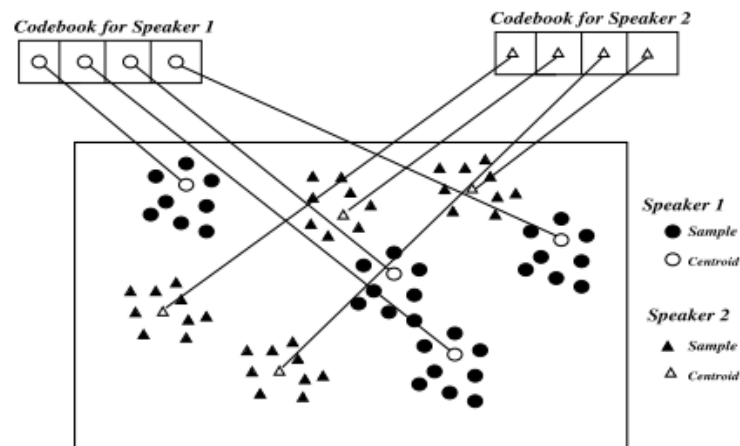 Codebook for Speaker 1
Codebook for Speaker 2
Speaker 1
Sample
Centroid
Speaker 2
Sample
Centroid